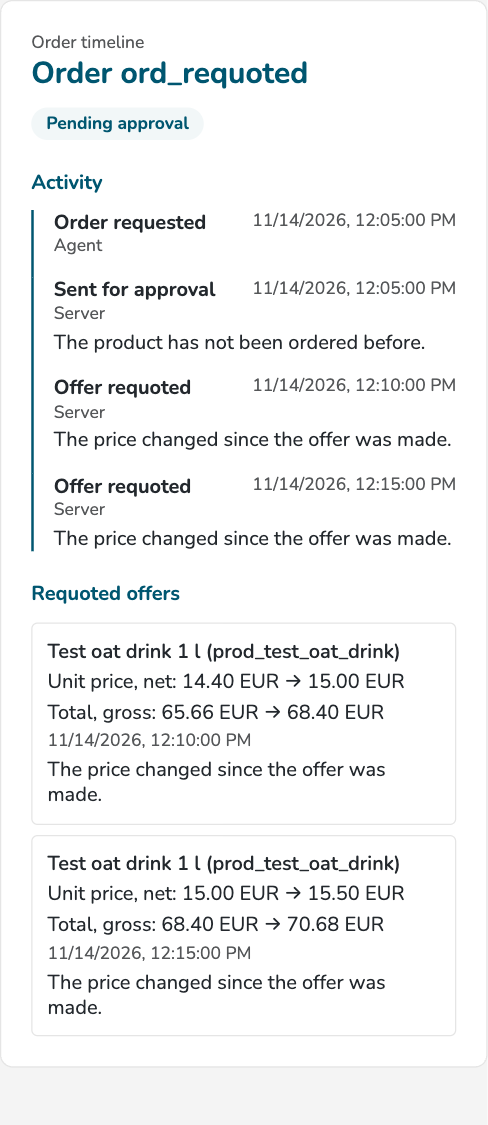 Order timeline
Order ord_requoted
Pending approval
Activity
Order requested 11/14/2026, 12:05:00 PM
Agent
Sent for approval 11/14/2026, 12:05:00 PM
Server
The product has not been ordered before.
Offer requoted 11/14/2026, 12:10:00 PM
Server
The price changed since the offer was made.
Offer requoted 11/14/2026, 12:15:00 PM
Server
The price changed since the offer was made.
Requoted offers
Test oat drink 1 l (prod_test_oat_drink)
Unit price, net: 14.40 EUR → 15.00 EUR
Total, gross: 65.66 EUR → 68.40 EUR
11/14/2026, 12:10:00 PM
The price changed since the offer was
made.
Test oat drink 1 l (prod_test_oat_drink)
Unit price, net: 15.00 EUR → 15.50 EUR
Total, gross: 68.40 EUR → 70.68 EUR
11/14/2026, 12:15:00 PM
The price changed since the offer was
made.